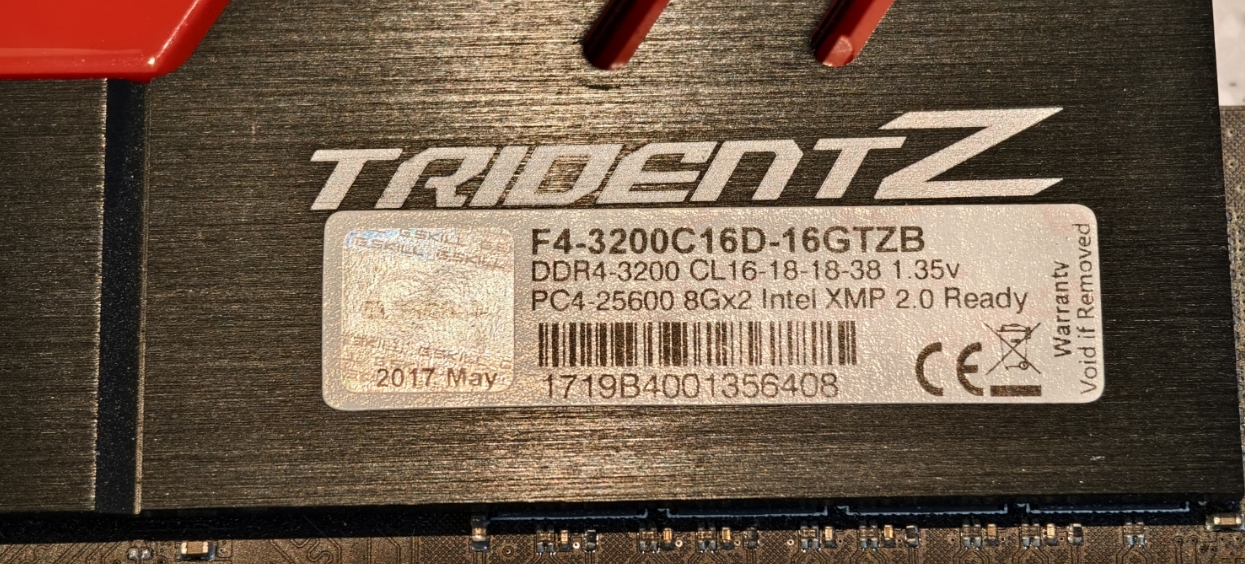 TRIDENTZ
G.SKILL
F4-3200C16D-16GTZB
DDR4-3200 CL16-18-18-38 1.35v
PC4-25600 8Gx2 Intel XMP 2.0 Ready
2017 May
1719B4001356408
CE
Warranty
Void if Removed